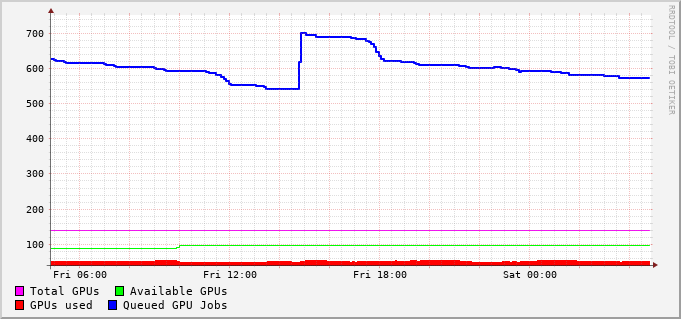 700
600
500
400
300
200
100
Fri 06:00 Fri 12:00 Fri 18:00 Sat 00:00
Total GPUs Available GPUs
GPUs used Queued GPU Jobs
RRDTOOL / TOBI OETIKER